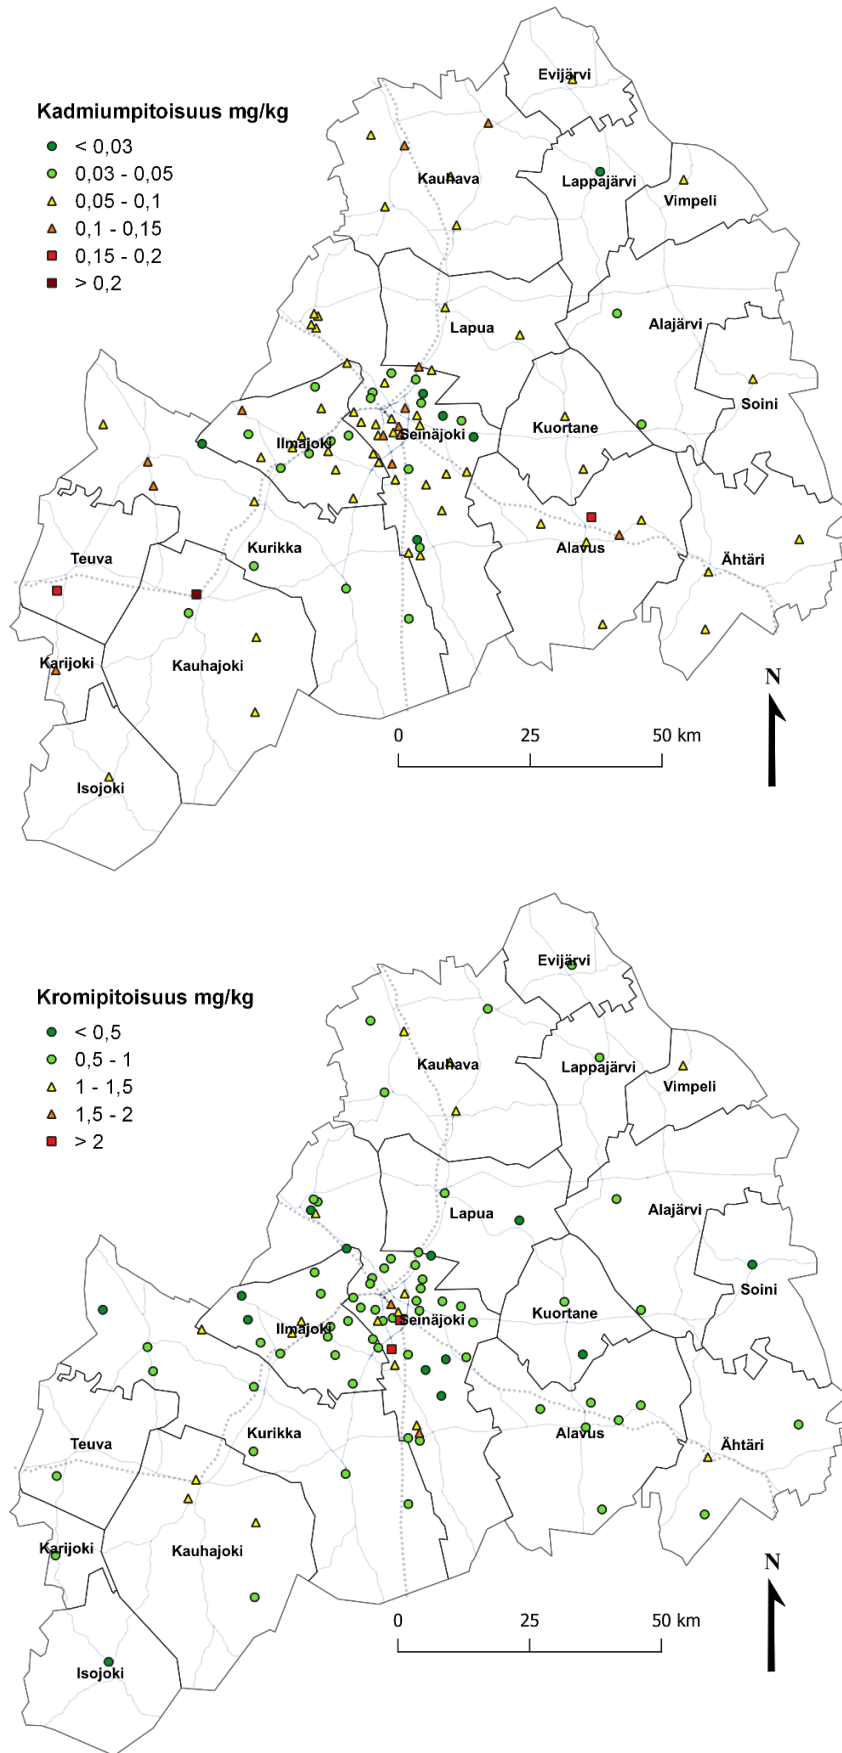 Evijärvi
Kadmiumpitoisuus mg/kg
< 0,03
0,03 - 0,05
0,05 - 0,1
0,1 - 0,15
0,15 - 0,2
> 0,2
Kauhava
Lappajärvi
Vimpeli
Lapua
Alajärvi
Soini
Kuortane
Seinäjoki
Ilmajoki
Kurikka
Alavus
Teuva
Ähtäri
Karijoki
Kauhajoki
N
0 25 50 km
Isojoki
Evijärvi
Kromipitoisuus mg/kg
< 0,5
0,5 - 1
1 - 1,5
1,5 - 2
> 2
Kauhava
Lappajärvi
Vimpeli
Lapua
Alajärvi
Soini
Kuortane
Seinäjoki
Ilmajoki
Kurikka
Alavus
Teuva
Ähtäri
Karijoki
Kauhajoki
N
0 25 50 km
Isojoki